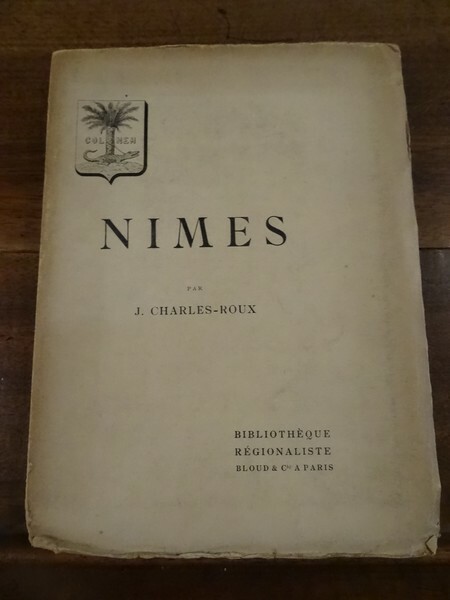 COL NEM
NIMES
PAR
J. CHARLES-ROUX
BIBLIOTHÈQUE
RÉGIONALISTE
BLOUD & Cie A PARIS